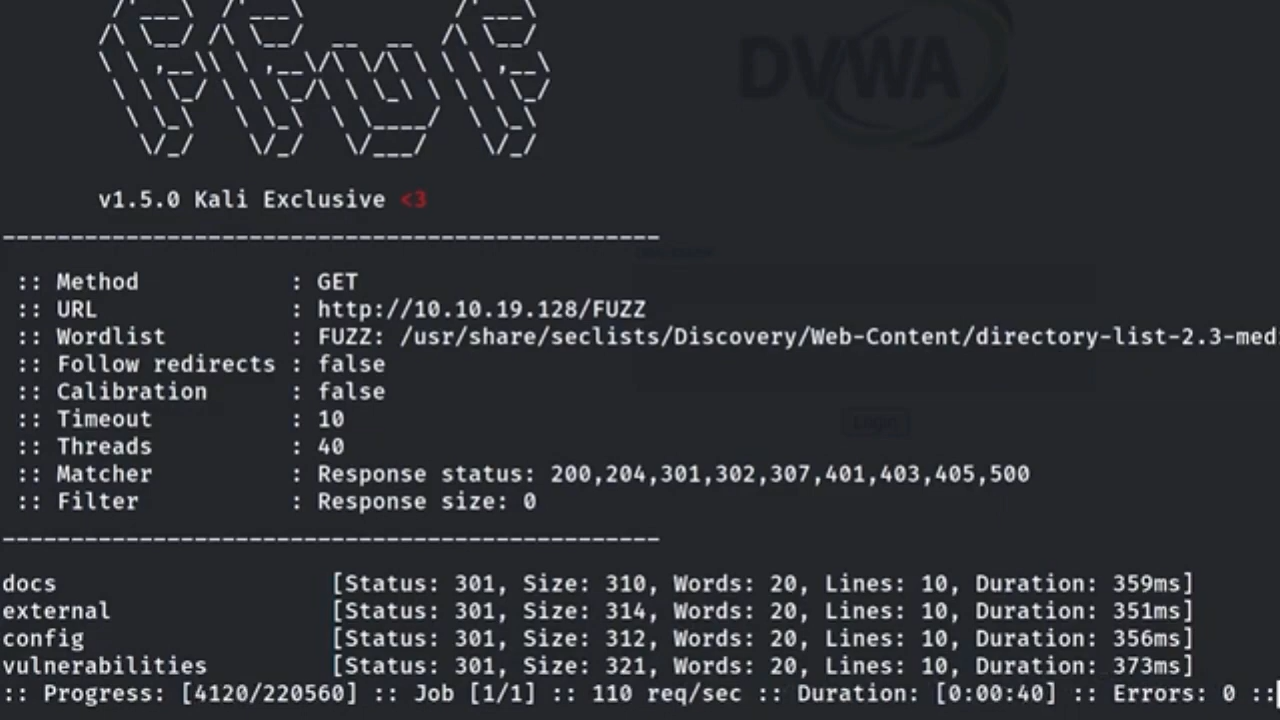 DVWA
v1.5.0 Kali Exclusive <3
________________________________________________
:: Method : GET
:: URL : http://10.10.19.128/FUZZ
:: Wordlist : FUZZ: /usr/share/seclists/Discovery/Web-Content/directory-list-2.3-med
:: Follow redirects : false
:: Calibration : false
:: Timeout : 10
:: Threads : 40
:: Matcher : Response status: 200,204,301,302,307,401,403,405,500
:: Filter : Response size: 0
________________________________________________
Login
docs [Status: 301, Size: 310, Words: 20, Lines: 10, Duration: 359ms]
external [Status: 301, Size: 314, Words: 20, Lines: 10, Duration: 351ms]
config [Status: 301, Size: 312, Words: 20, Lines: 10, Duration: 356ms]
vulnerabilities [Status: 301, Size: 321, Words: 20, Lines: 10, Duration: 373ms]
:: Progress: [4120/220560] :: Job [1/1] :: 110 req/sec :: Duration: [0:00:40] :: Errors: 0 ::